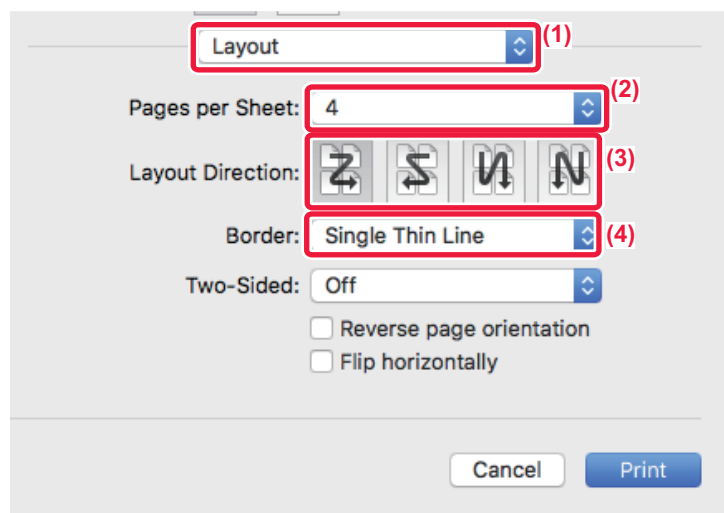 Layout (1)
Pages per Sheet: 4 (2)
Layout Direction: (3)
Border: Single Thin Line (4)
Two-Sided: Off
Reverse page orientation
Flip horizontally
Cancel Print